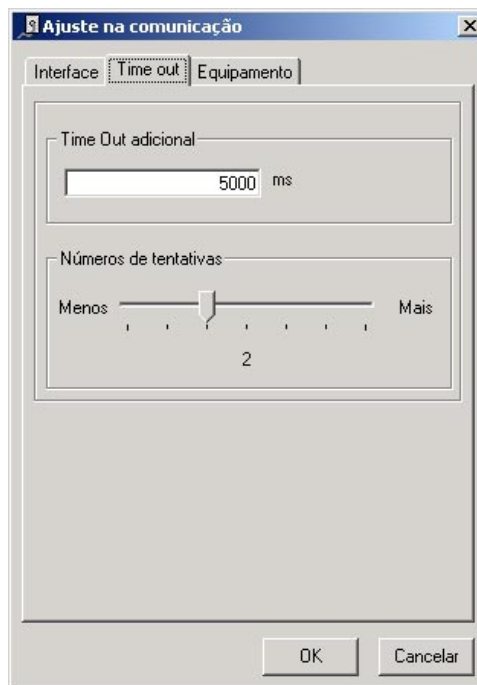 Ajuste na comunicação
Interface Time out Equipamento
Time Out adicional
5000 ms
Números de tentativas
Menos Mais
2
OK Cancelar